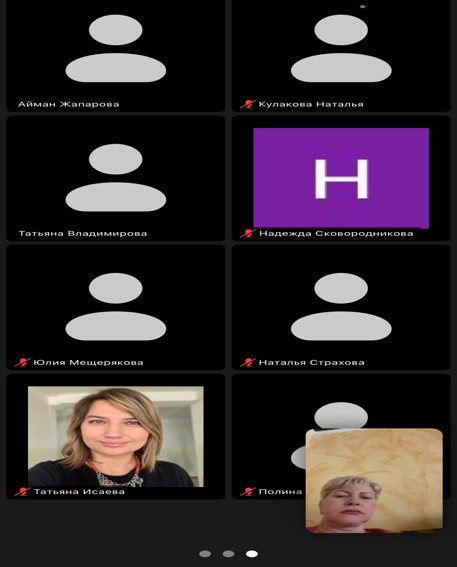 Айман Жапарова
Кулакова Наталья
Татьяна Владимирова
Н
Надежда Сковородникова
Юлия Мещерякова
Наталья Страхова
Татьяна Исаева
Полина